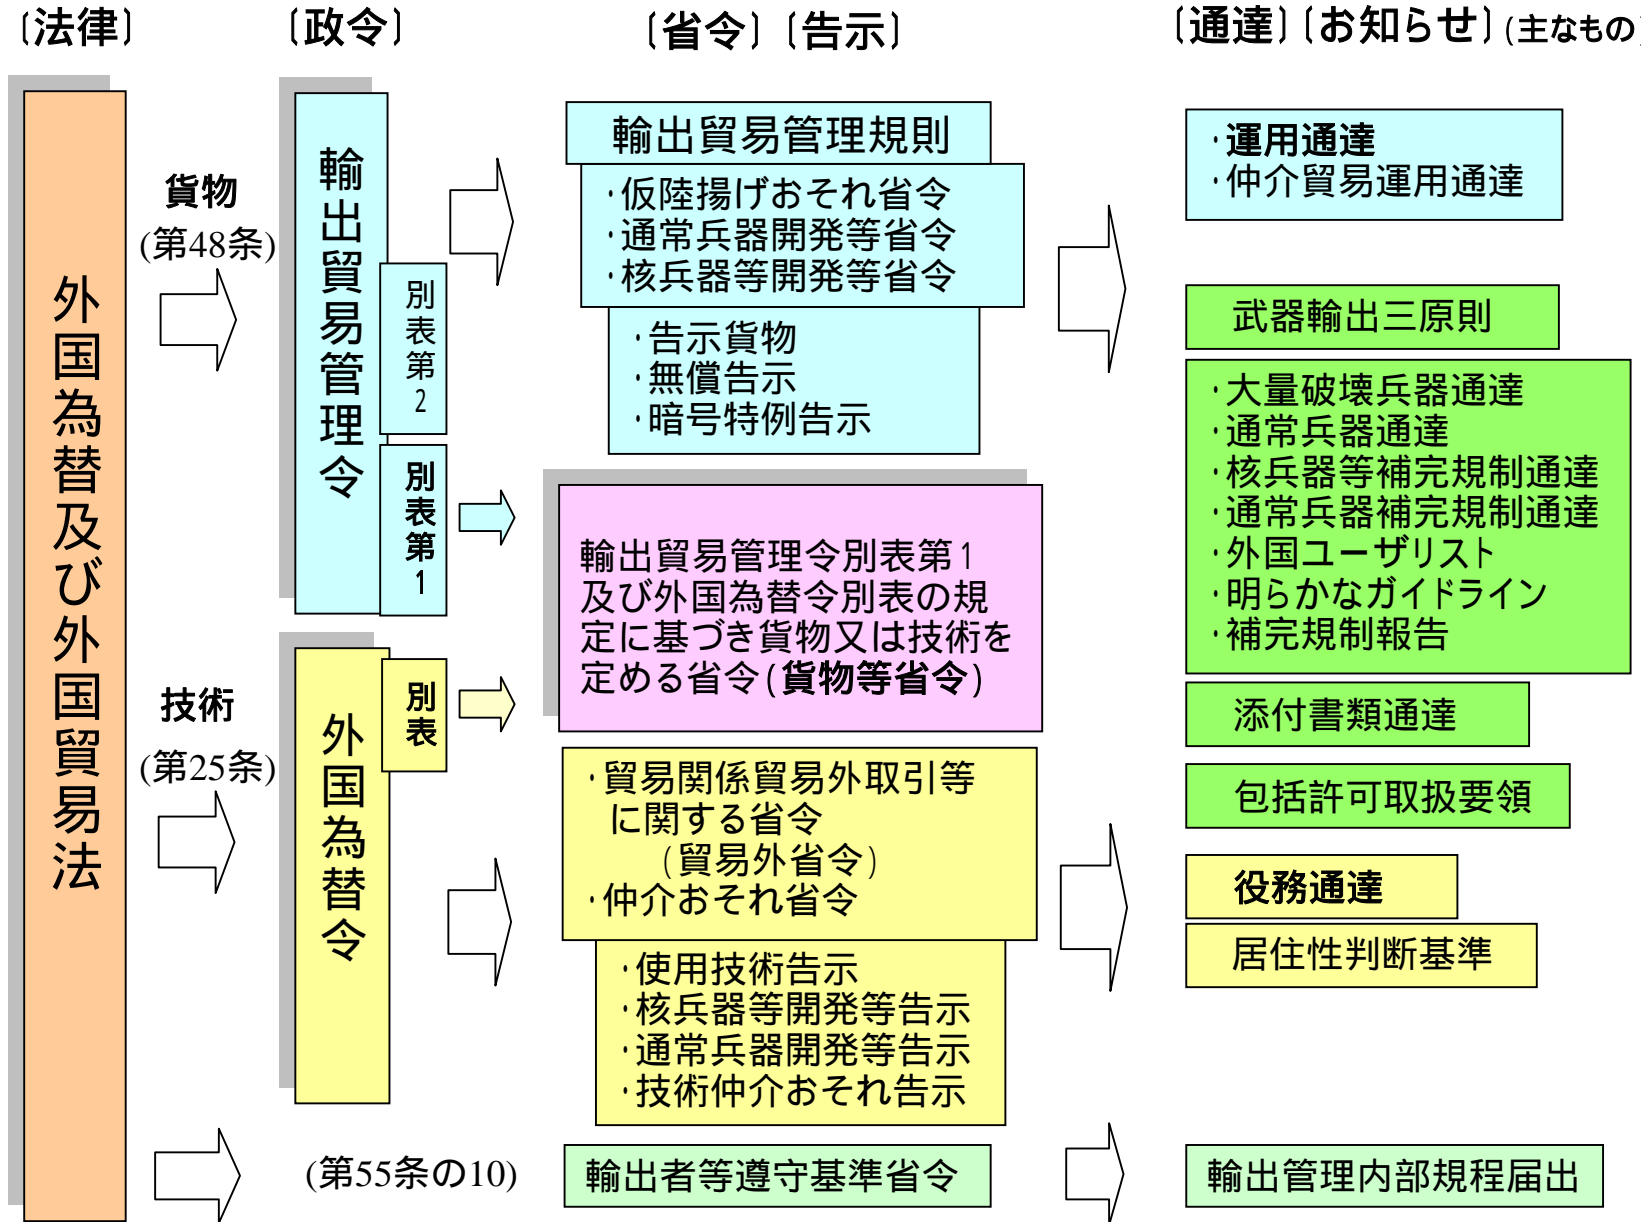 〔法律〕
〔政令〕
〔省令〕〔告示〕
〔通達〕〔お知らせ〕(主なもの)
外国為替及び外国貿易法
貨物
(第48条)
技術
(第25条)
輸出貿易管理令
別表第2
別表第1
外国為替令
別表
(第55条の10)
輸出貿易管理規則
・仮陸揚げおそれ省令
・通常兵器開発等省令
・核兵器等開発等省令
・告示貨物
・無償告示
・暗号特例告示
輸出貿易管理令別表第1
及び外国為替令別表の規
定に基づき貨物又は技術を
定める省令(貨物等省令)
・貿易関係貿易外取引等
に関する省令
(貿易外省令)
・仲介おそれ省令
・使用技術告示
・核兵器等開発等告示
・通常兵器開発等告示
・技術仲介おそれ告示
輸出者等遵守基準省令
・運用通達
・仲介貿易運用通達
武器輸出三原則
・大量破壊兵器通達
・通常兵器通達
・核兵器等補完規制通達
・通常兵器補完規制通達
・外国ユーザリスト
・明らかなガイドライン
・補完規制報告
添付書類通達
包括許可取扱要領
役務通達
居住性判断基準
輸出管理内部規程届出